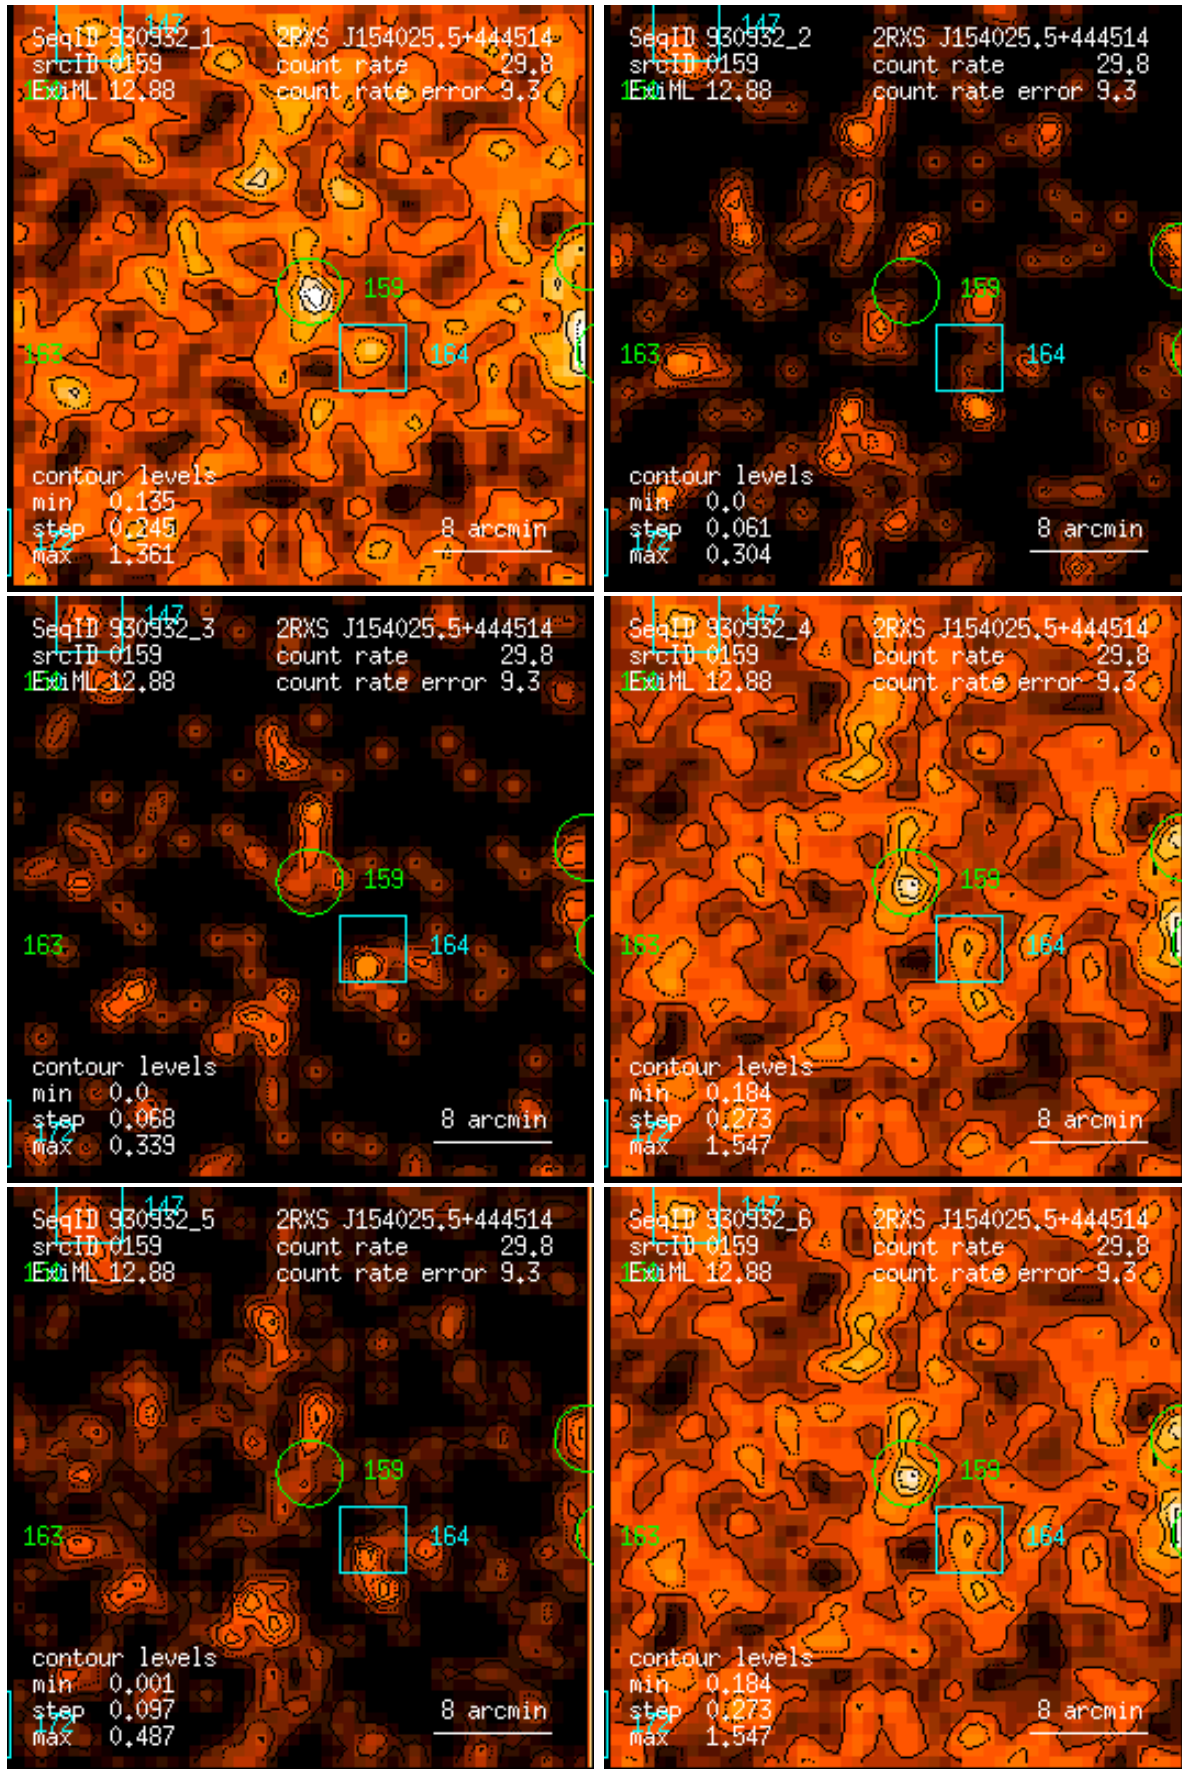 147
SeqID 930932_1 2RXS J154025.5+444514
srcID 0159 count rate 29.8
ExiML 12.88 count rate error 9.3
159
163 164
contour levels
min 0.135
step 0.245 8 arcmin
172
max 1.361
147
SeqID 930932_2 2RXS J154025.5+444514
srcID 0159 count rate 29.8
ExiML 12.88 count rate error 9.3
159
163 164
contour levels
min 0.0
step 0.061 8 arcmin
172
max 0.304
147
SeqID 930932_3 2RXS J154025.5+444514
srcID 0159 count rate 29.8
ExiML 12.88 count rate error 9.3
159
163 164
contour levels
min 0.0
step 0.068 8 arcmin
172
max 0.339
147
SeqID 930932_4 2RXS J154025.5+444514
srcID 0159 count rate 29.8
ExiML 12.88 count rate error 9.3
159
163 164
contour levels
min 0.184
step 0.273 8 arcmin
172
max 1.547
147
SeqID 930932_5 2RXS J154025.5+444514
srcID 0159 count rate 29.8
ExiML 12.88 count rate error 9.3
159
163 164
contour levels
min 0.001
step 0.097 8 arcmin
172
max 0.487
147
SeqID 930932_6 2RXS J154025.5+444514
srcID 0159 count rate 29.8
ExiML 12.88 count rate error 9.3
159
163 164
contour levels
min 0.184
step 0.273 8 arcmin
172
max 1.547